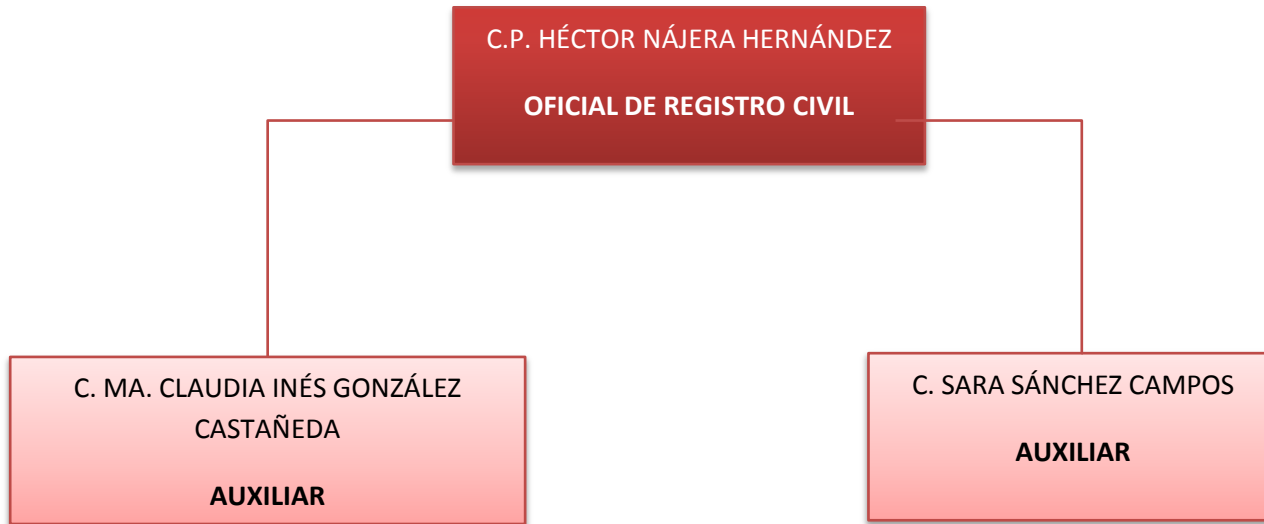 C.P. HÉCTOR NÁJERA HERNÁNDEZ
OFICIAL DE REGISTRO CIVIL
C. MA. CLAUDIA INÉS GONZÁLEZ
CASTAÑEDA
AUXILIAR
C. SARA SÁNCHEZ CAMPOS
AUXILIAR